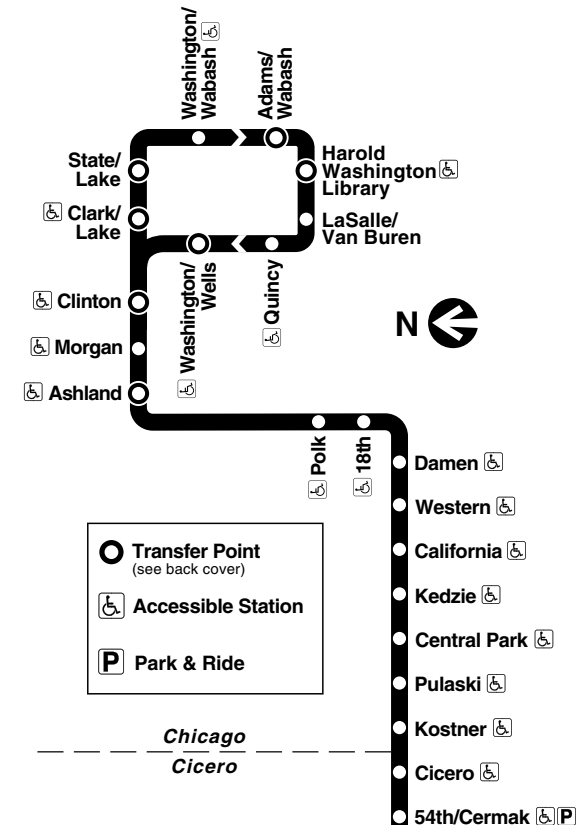 Washington/
Wabash
Adams/
Wabash
State/
Lake
Harold
Washington
Library
Clark/
Lake
LaSalle/
Van Buren
Washington/
Wells
Quincy
Clinton
N
Morgan
Ashland
Polk
18th
Damen
Western
California
Transfer Point
(see back cover)
Kedzie
Accessible Station
Central Park
P Park & Ride
Pulaski
Kostner
Chicago
Cicero
Cicero
54th/Cermak P